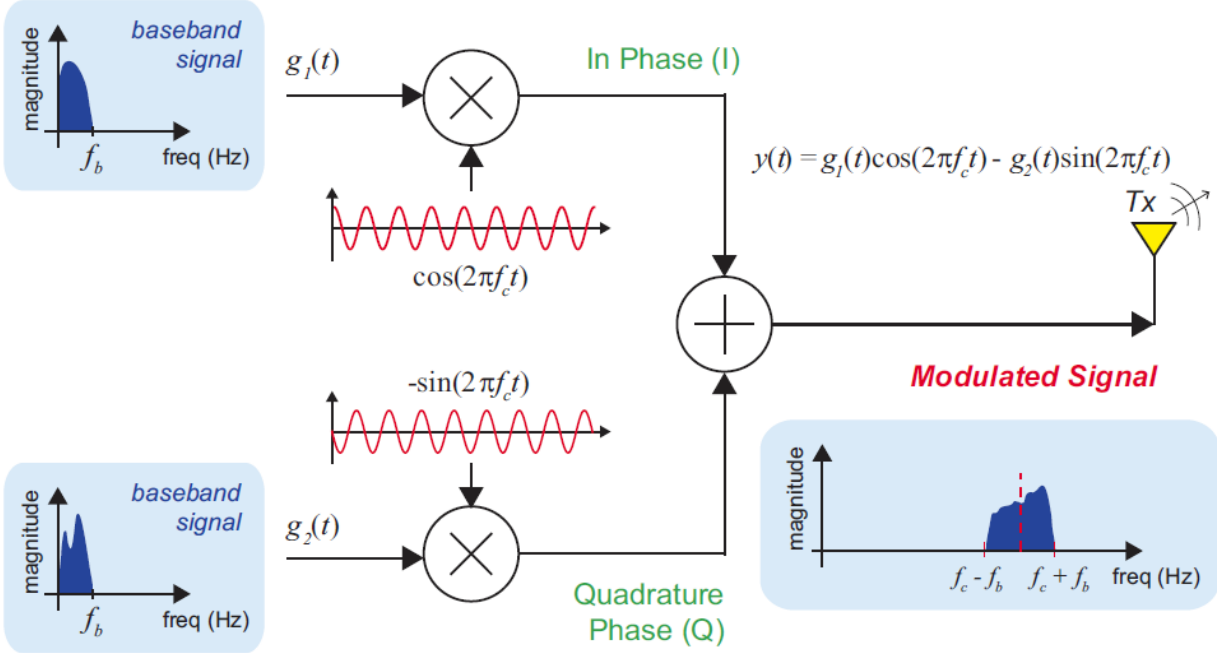 baseband
signal
magnitude
f_b
freq (Hz)
g_1(t)
In Phase (I)
cos(2πf_ct)
y(t) = g_1(t)cos(2πf_ct) - g_2(t)sin(2πf_ct)
Tx
-sin(2πf_ct)
Modulated Signal
baseband
signal
magnitude
f_b
freq (Hz)
g_2(t)
Quadrature
Phase (Q)
magnitude
f_c - f_b
f_c + f_b
freq (Hz)